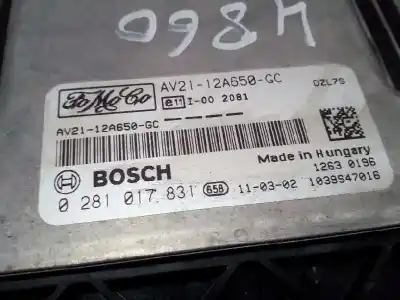 098M
FoMoCo
AV21-12A650-GC
DZL7S
e11 I-00 2081
AV21-12A650-GC — — — —
Made in Hungary
BOSCH
1263 0196
0 281 017 831 658 11-03-02 1039S47016